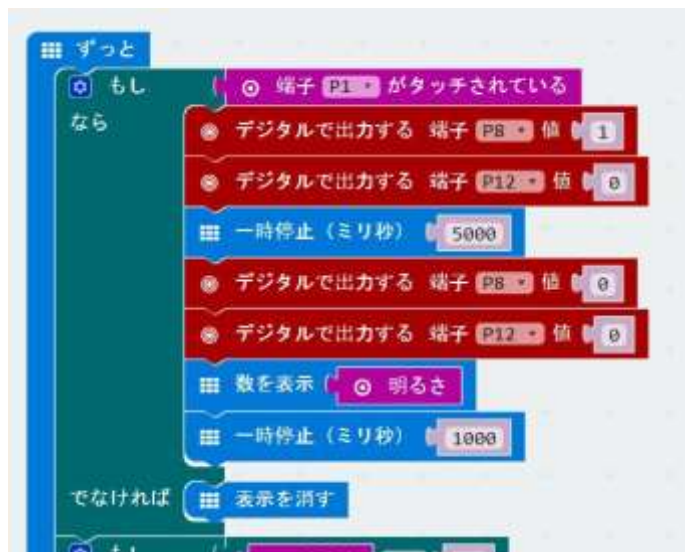 ずっと
もし 端子 P1 がタッチされている
なら デジタルで出力する 端子 P8 値 1
デジタルで出力する 端子 P12 値 0
一時停止（ミリ秒） 5000
デジタルで出力する 端子 P8 値 0
デジタルで出力する 端子 P12 値 0
数を表示 明るさ
一時停止（ミリ秒） 1000
でなければ 表示を消す
もし